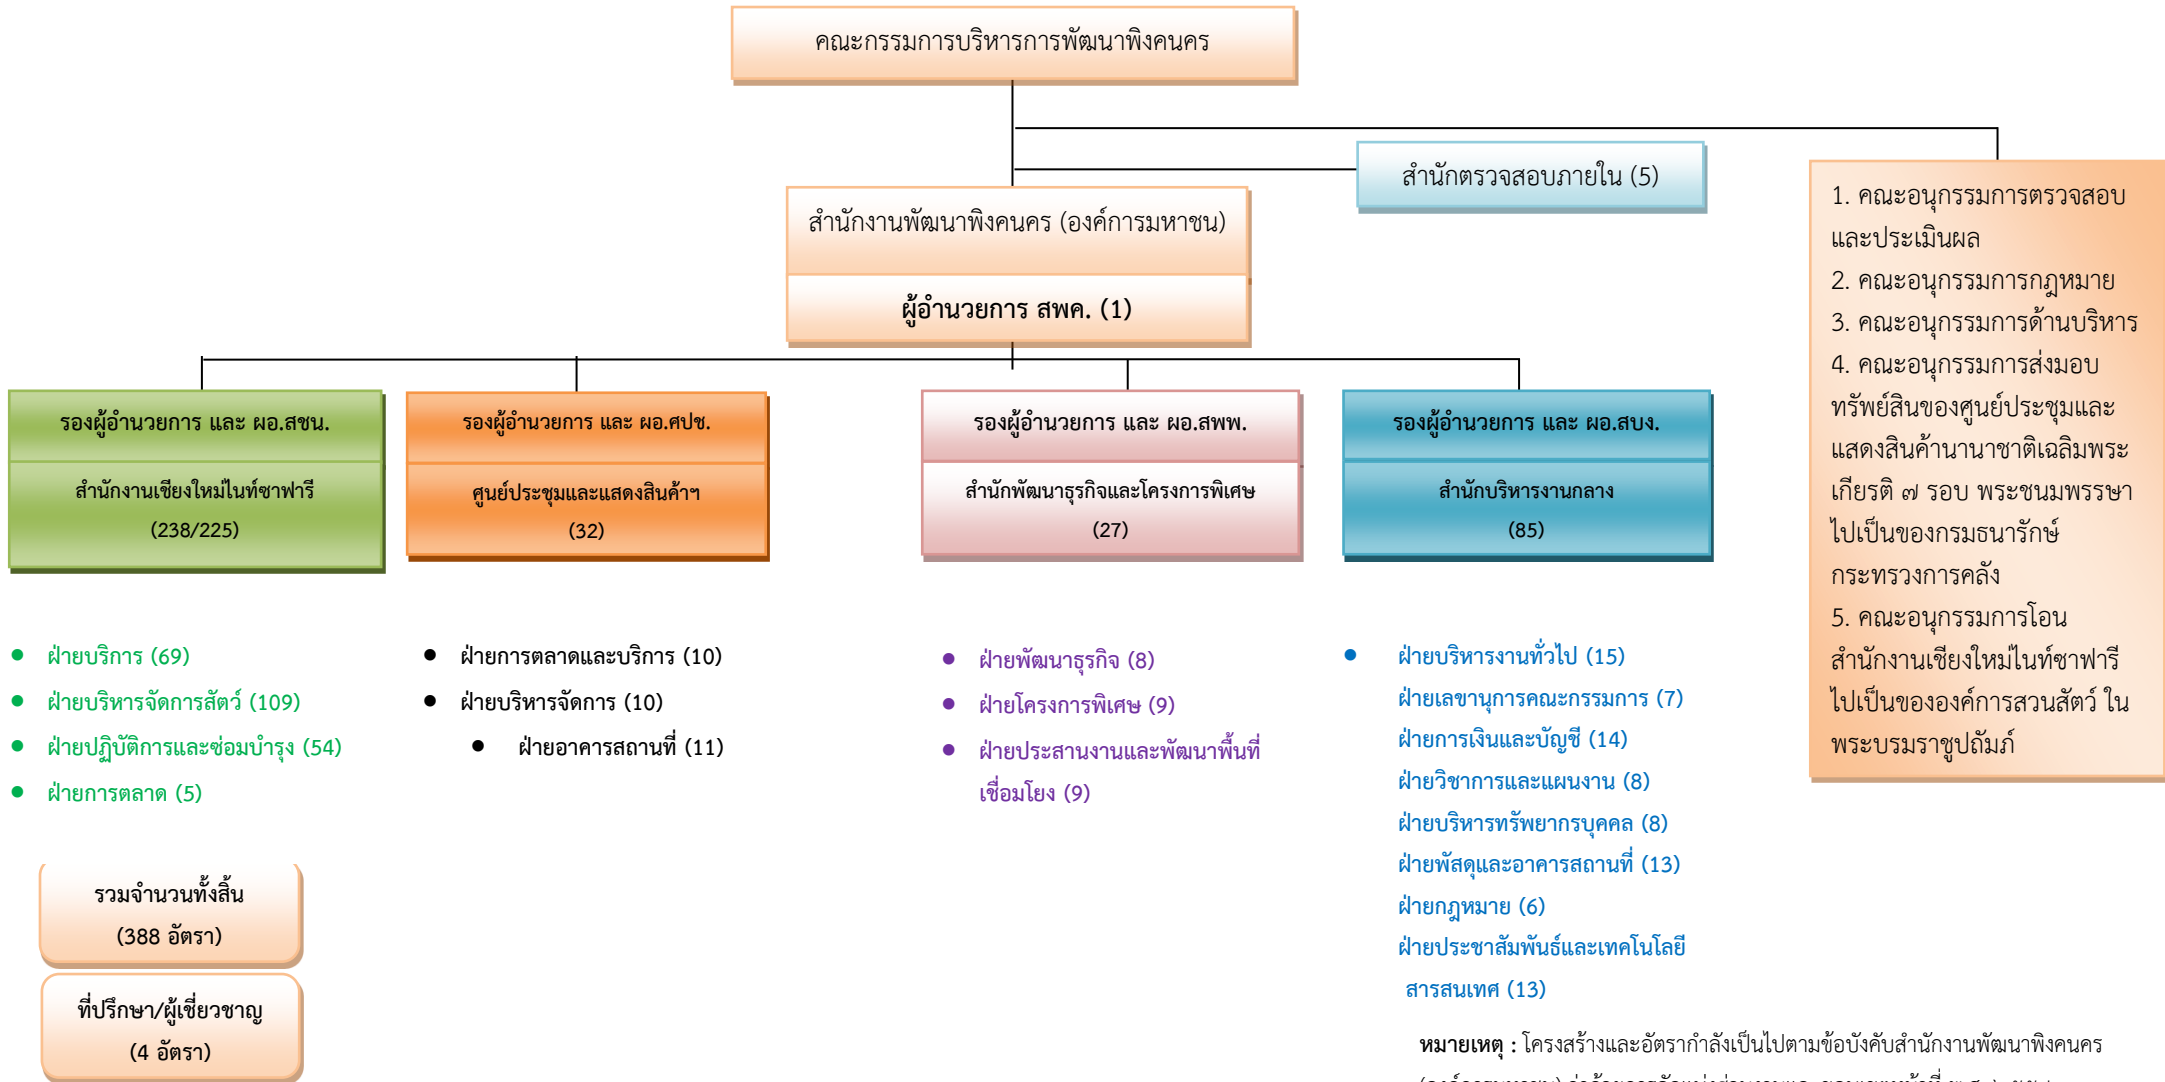 คณะกรรมการบริหารการพัฒนาพิงคนคร
สำนักตรวจสอบภายใน (5)
สำนักงานพัฒนาพิงคนคร (องค์การมหาชน)
ผู้อำนวยการ สพค. (1)
1. คณะอนุกรรมการตรวจสอบ
และประเมินผล
2. คณะอนุกรรมการกฎหมาย
3. คณะอนุกรรมการด้านบริหาร
4. คณะอนุกรรมการส่งมอบ
ทรัพย์สินของศูนย์ประชุมและ
แสดงสินค้านานาชาติเฉลิมพระ
เกียรติ ๗ รอบ พระชนมพรรษา
ไปเป็นของกรมธนารักษ์
กระทรวงการคลัง
5. คณะอนุกรรมการโอน
สำนักงานเชียงใหม่ไนท์ซาฟารี
ไปเป็นขององค์การสวนสัตว์ ใน
พระบรมราชูปถัมภ์
รองผู้อำนวยการ และ ผอ.สชน.
สำนักงานเชียงใหม่ไนท์ซาฟารี
(238/225)
รองผู้อำนวยการ และ ผอ.ศปช.
ศูนย์ประชุมและแสดงสินค้าฯ
(32)
รองผู้อำนวยการ และ ผอ.สพพ.
สำนักพัฒนาธุรกิจและโครงการพิเศษ
(27)
รองผู้อำนวยการ และ ผอ.สบง.
สำนักบริหารงานกลาง
(85)
● ฝ่ายบริการ (69)
● ฝ่ายบริหารจัดการสัตว์ (109)
● ฝ่ายปฏิบัติการและซ่อมบำรุง (54)
● ฝ่ายการตลาด (5)
● ฝ่ายการตลาดและบริการ (10)
● ฝ่ายบริหารจัดการ (10)
● ฝ่ายอาคารสถานที่ (11)
● ฝ่ายพัฒนาธุรกิจ (8)
● ฝ่ายโครงการพิเศษ (9)
● ฝ่ายประสานงานและพัฒนาพื้นที่
เชื่อมโยง (9)
● ฝ่ายบริหารงานทั่วไป (15)
ฝ่ายเลขานุการคณะกรรมการ (7)
ฝ่ายการเงินและบัญชี (14)
ฝ่ายวิชาการและแผนงาน (8)
ฝ่ายบริหารทรัพยากรบุคคล (8)
ฝ่ายพัสดุและอาคารสถานที่ (13)
ฝ่ายกฎหมาย (6)
ฝ่ายประชาสัมพันธ์และเทคโนโลยี
สารสนเทศ (13)
รวมจำนวนทั้งสิ้น
(388 อัตรา)
ที่ปรึกษา/ผู้เชี่ยวชาญ
(4 อัตรา)
หมายเหตุ : โครงสร้างและอัตรากำลังเป็นไปตามข้อบังคับสำนักงานพัฒนาพิงคนคร